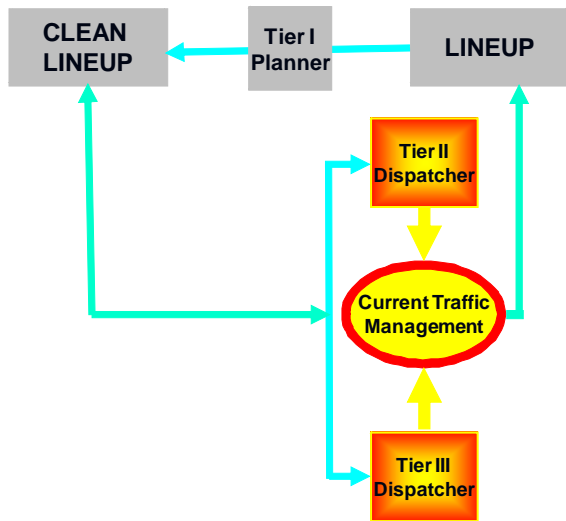 CLEAN
LINEUP
Tier I
Planner
LINEUP
Tier II
Dispatcher
Current Traffic
Management
Tier III
Dispatcher